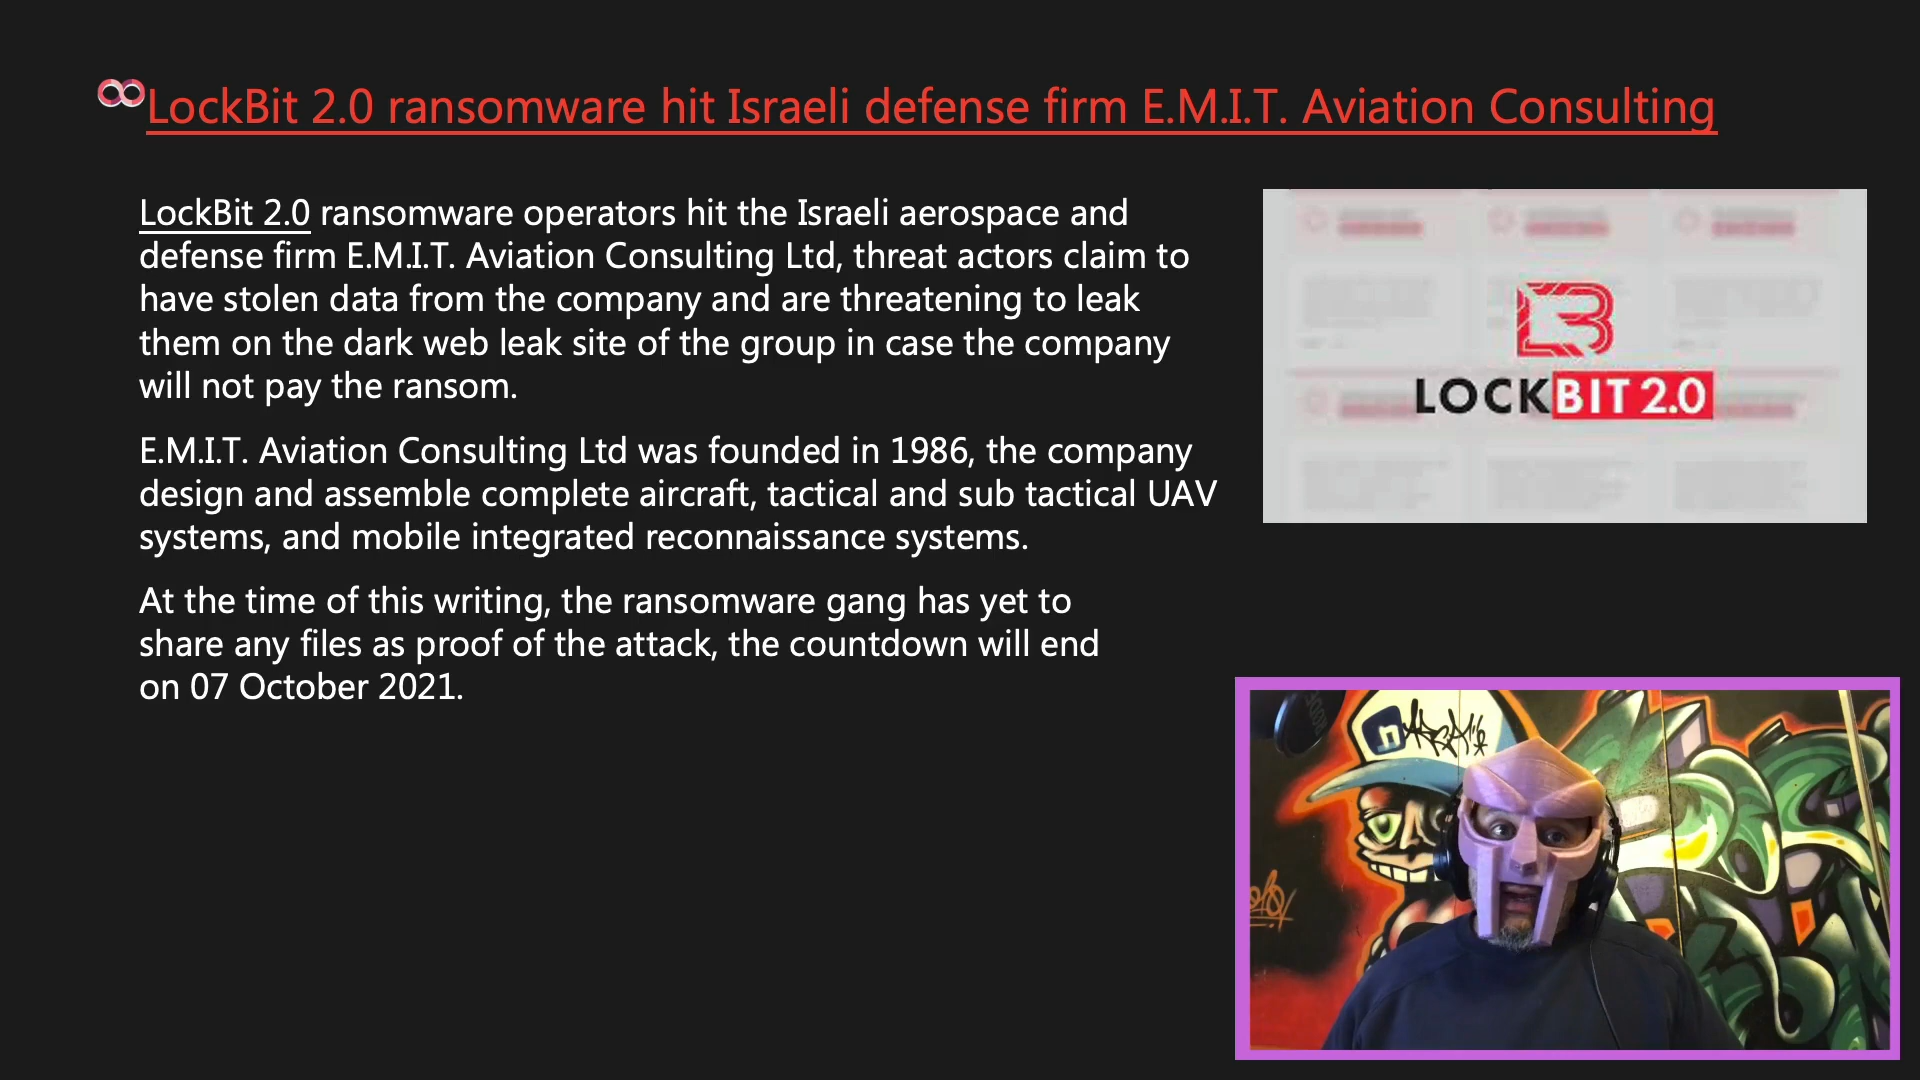 LockBit 2.0 ransomware hit Israeli defense firm E.M.I.T. Aviation Consulting
LockBit 2.0 ransomware operators hit the Israeli aerospace and
defense firm E.M.I.T. Aviation Consulting Ltd, threat actors claim to
have stolen data from the company and are threatening to leak
them on the dark web leak site of the group in case the company
will not pay the ransom.
E.M.I.T. Aviation Consulting Ltd was founded in 1986, the company
design and assemble complete aircraft, tactical and sub tactical UAV
systems, and mobile integrated reconnaissance systems.
At the time of this writing, the ransomware gang has yet to
share any files as proof of the attack, the countdown will end
on 07 October 2021.
LOCKBIT 2.0